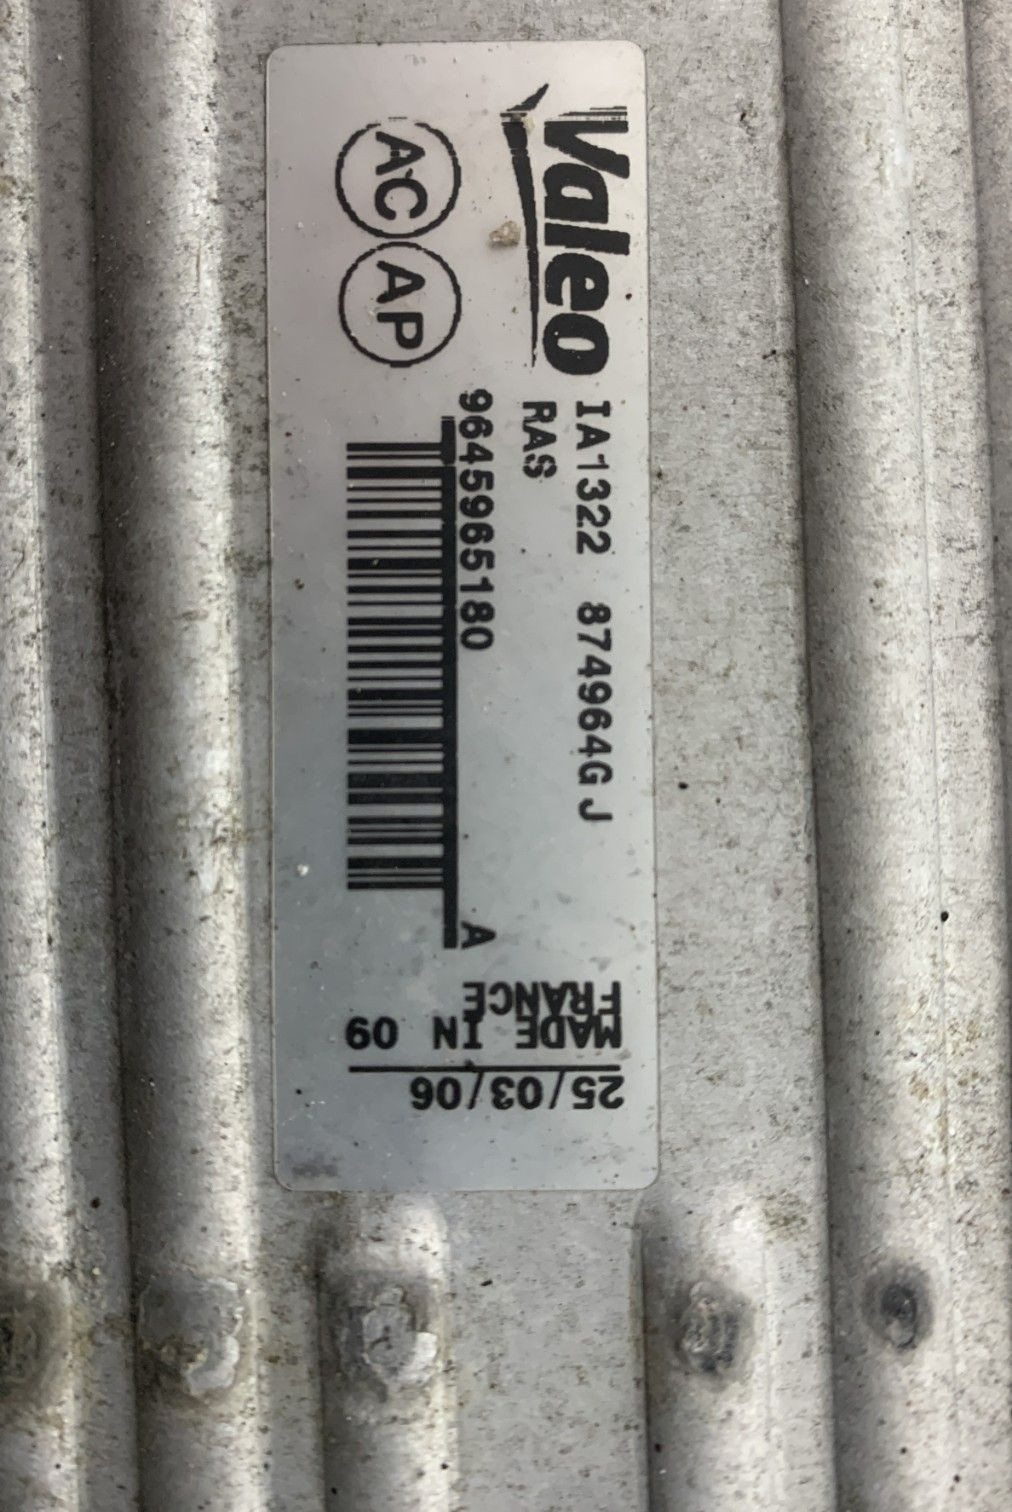 Valeo
IA1322 874964G J
RAS
9645965180
A
AC
AP
MADE IN 09
FRANCE
25/03/06